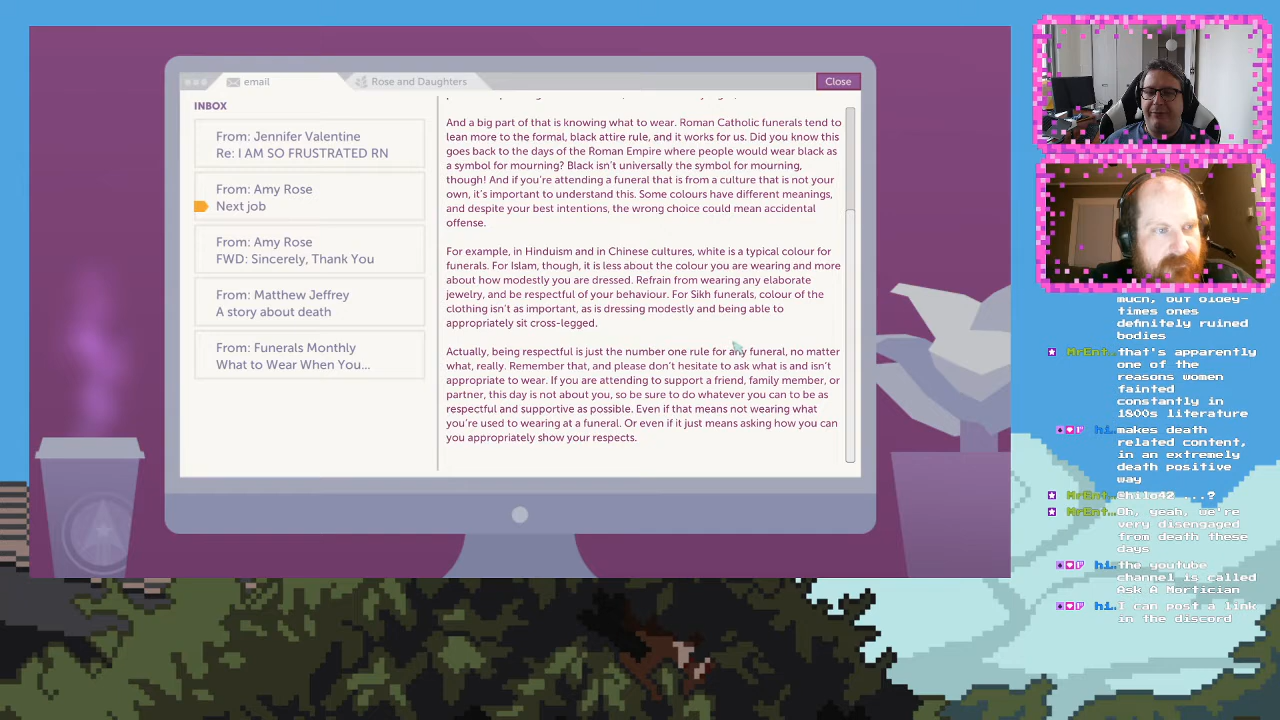 email
Rose and Daughters
Close
INBOX
From: Jennifer Valentine
Re: I AM SO FRUSTRATED RN
From: Amy Rose
Next job
From: Amy Rose
FWD: Sincerely, Thank You
From: Matthew Jeffrey
A story about death
From: Funerals Monthly
What to Wear When You...
And a big part of that is knowing what to wear. Roman Catholic funerals tend to
lean more to the formal, black attire rule, and it works for us. Did you know this
goes back to the days of the Roman Empire where people would wear black as
a symbol for morning? Black isn't universally the symbol for mourning,
though! And if you're attending a funeral that is from a culture that is not your
own, it's important to understand this. Some colours have different meanings,
and despite your best intentions, the wrong choice could mean accidental
offense.
For example, in Hinduism and in Chinese cultures, white is a typical colour for
funerals. For Islam, though, it is less about the colour you are wearing and more
about how modestly you are dressed. Refrain from wearing any elaborate
jewelry, and be respectful of your behaviour. For Sikh funerals, colour of the
clothing isn't as important, as is dressing modestly and being able to
appropriately sit cross-legged.
Actually, being respectful is just the number one rule for any funeral, no matter
what, really. Remember that, and please don't hesitate to ask what is and isn't
appropriate to wear. If you are attending to support a friend, family member, or
partner, this day is not about you, so be sure to do whatever you can to be as
respectful and supportive as possible. Even if that means not wearing what
you're used to wearing at a funeral. Or even if it just means asking how you can
you appropriately show your respects.
much, but oldey-
times ones
definitely ruined
bodies
MrEnt... that's apparently
one of the
reasons women
fainted
constantly in
1800s literature
hi... makes death
related content,
in an extremely
death positive
way
MrEnt... Chilo42 ...?
MrEnt... Oh, yeah, we're
very disengaged
from death these
days
hi... the youtube
channel is called
Ask A Mortician
hi... I can post a link
in the discord